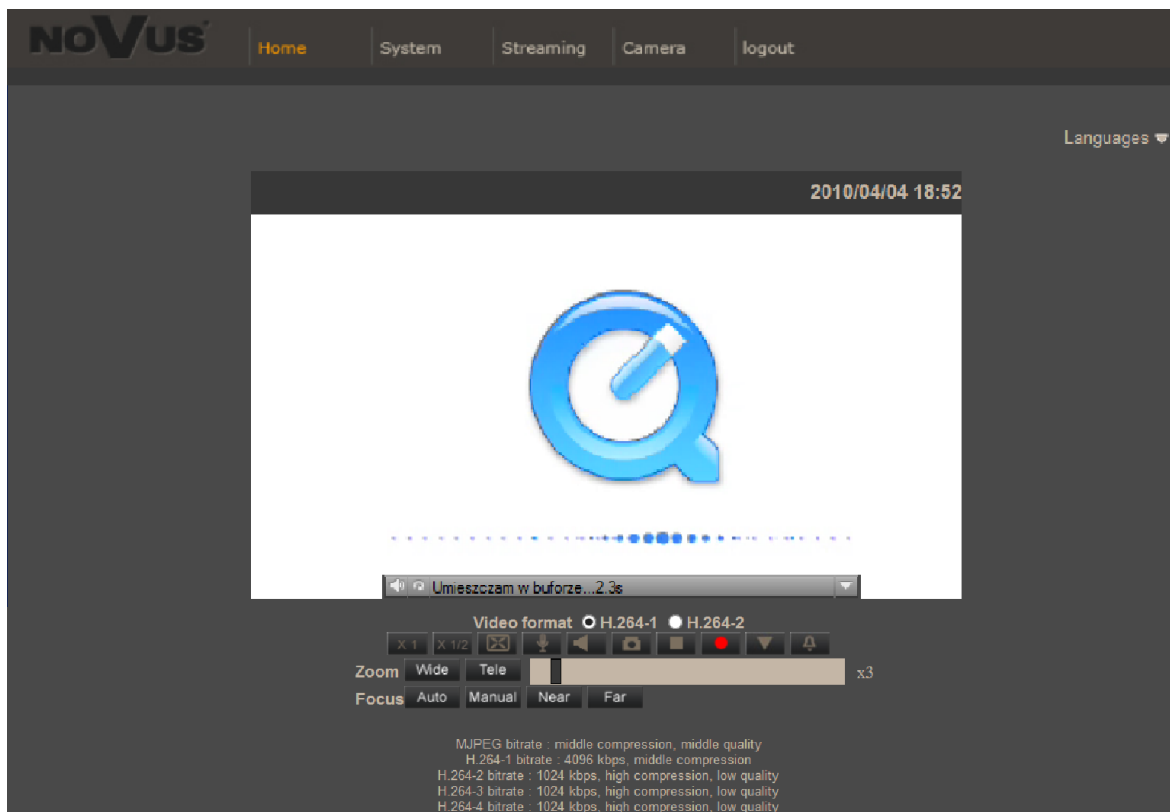 NOVUS
Home System Streaming Camera logout
Languages
2010/04/04 18:52
Umieszczam w buforze...2.3s
Video format H.264-1 H.264-2
X 1 X 1/2
Zoom Wide Tele x3
Focus Auto Manual Near Far
MJPEG bitrate : middle compression, middle quality
H.264-1 bitrate : 4096 kbps, middle compression
H.264-2 bitrate : 1024 kbps, high compression, low quality
H.264-3 bitrate : 1024 kbps, high compression, low quality
H.264-4 bitrate : 1024 kbps, high compression, low quality